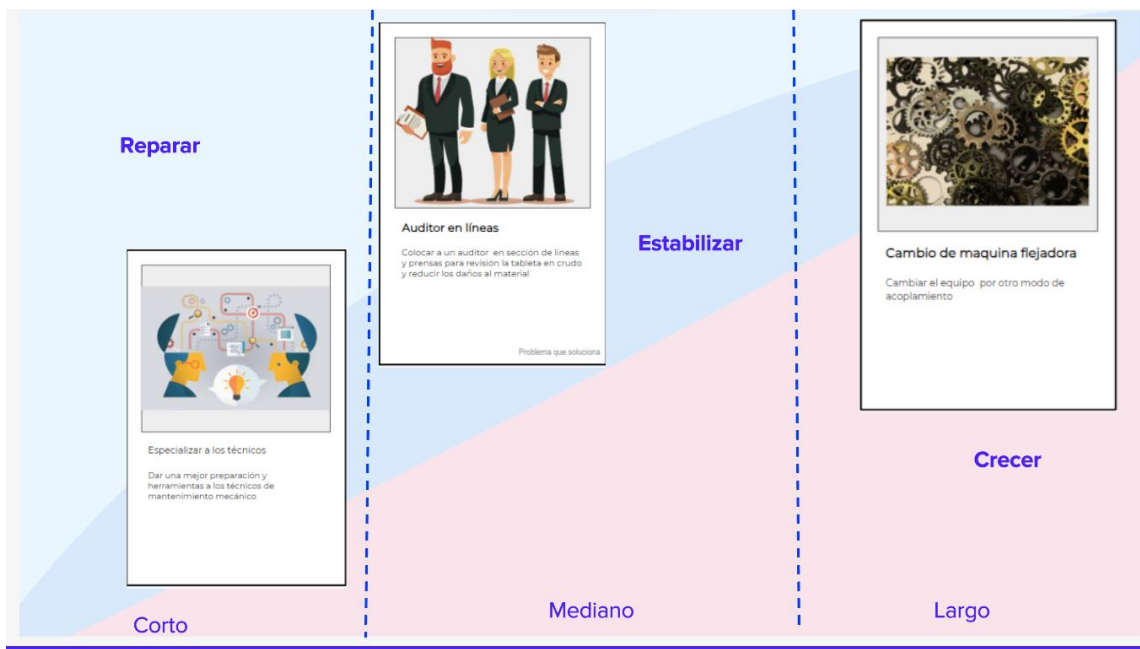 Reparar
Especializar a los técnicos
Dar una mejor preparación y
herramientas a los técnicos de
mantenimiento mecánico
Corto
Auditor en líneas
Colocar a un auditor en sección de lineas
y prensas para revisión la tableta en crudo
y reducir los daños al material
Problema que soluciona
Estabilizar
Mediano
Cambio de maquina flejadora
Cambiar el equipo por otro modo de
acoplamiento
Crecer
Largo